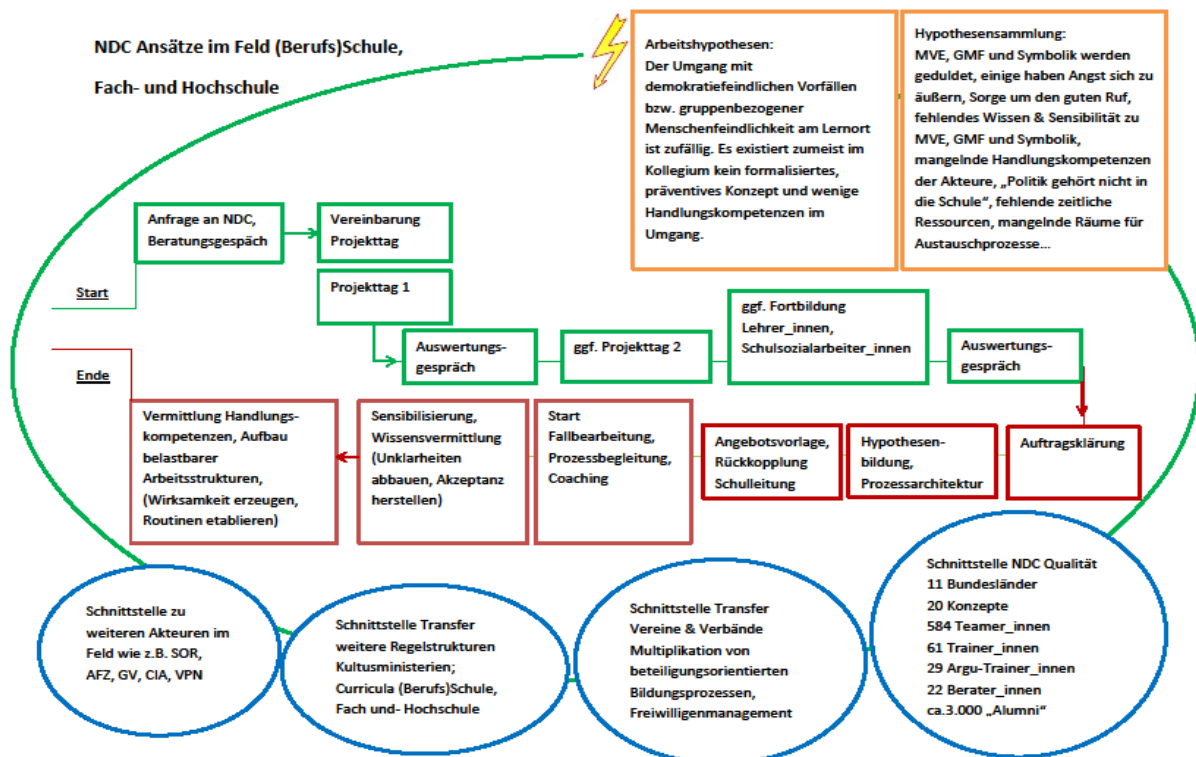 NDC Ansätze im Feld (Berufs)Schule,
Fach- und Hochschule
Arbeitshypothesen:
Der Umgang mit
demokratiefeindlichen Vorfällen
bzw. gruppenbezogener
Menschenfeindlichkeit am Lernort
ist zufällig. Es existiert zumeist im
Kollegium kein formalisiertes,
präventives Konzept und wenige
Handlungskompetenzen im
Umgang.
Hypothesensammlung:
MVE, GMF und Symbolik werden
geduldet, einige haben Angst sich zu
äußern, Sorge um den guten Ruf,
fehlendes Wissen & Sensibilität zu
MVE, GMF und Symbolik,
mangelnde Handlungskompetenzen
der Akteure, „Politik gehört nicht in
die Schule“, fehlende zeitliche
Ressourcen, mangelnde Räume für
Austauschprozesse…
Start
Anfrage an NDC,
Beratungsgespäch
Vereinbarung
Projekttag
Projekttag 1
Auswertungs-
gespräch
ggf. Projekttag 2
ggf. Fortbildung
Lehrer_innen,
Schulsozialarbeiter_innen
Auswertungs-
gespräch
Ende
Vermittlung Handlungs-
kompetenzen, Aufbau
belastbarer
Arbeitsstrukturen,
(Wirksamkeit erzeugen,
Routinen etablieren)
Sensibilisierung,
Wissensvermittlung
(Unklarheiten
abbauen, Akzeptanz
herstellen)
Start
Fallbearbeitung,
Prozessbegleitung,
Coaching
Angebotsvorlage,
Rückkopplung
Schulleitung
Hypothesen-
bildung,
Prozessarchitektur
Auftragsklärung
Schnittstelle zu
weiteren Akteuren im
Feld wie z.B. SOR,
AFZ, GV, CIA, VPN
Schnittstelle Transfer
weitere Regelstrukturen
Kultusministerien;
Curricula (Berufs)Schule,
Fach und- Hochschule
Schnittstelle Transfer
Vereine & Verbände
Multiplikation von
beteiligungsorientierten
Bildungsprozessen,
Freiwilligenmanagement
Schnittstelle NDC Qualität
11 Bundesländer
20 Konzepte
584 Teamer_innen
61 Trainer_innen
29 Argu-Trainer_innen
22 Berater_innen
ca.3.000 „Alumni“